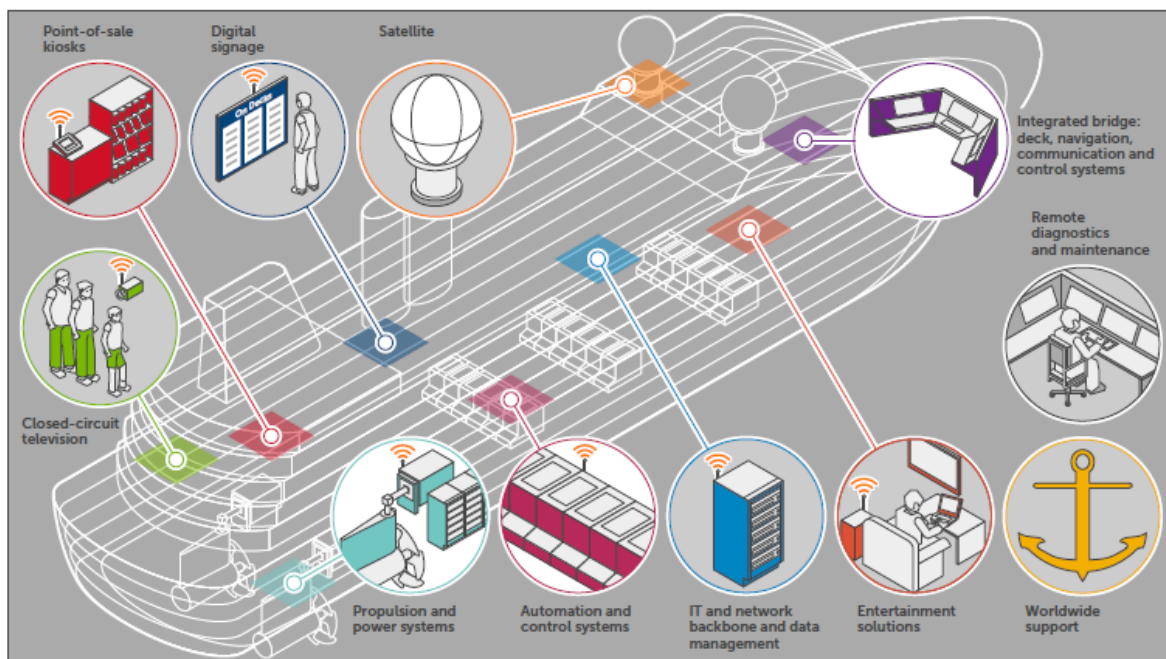 Point-of-sale
kiosks
Digital
signage
Satellite
On Decks
Integrated bridge:
deck, navigation,
communication and
control systems
Remote
diagnostics
and maintenance
Closed-circuit
television
Propulsion and
power systems
Automation and
control systems
IT and network
backbone and data
management
Entertainment
solutions
Worldwide
support